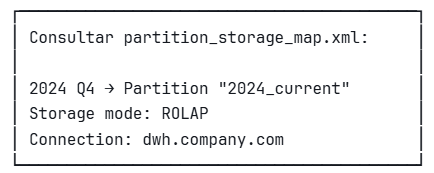 Consultar partition_storage_map.xml:
2024 Q4 → Partition "2024_current"
Storage mode: ROLAP
Connection: dwh.company.com